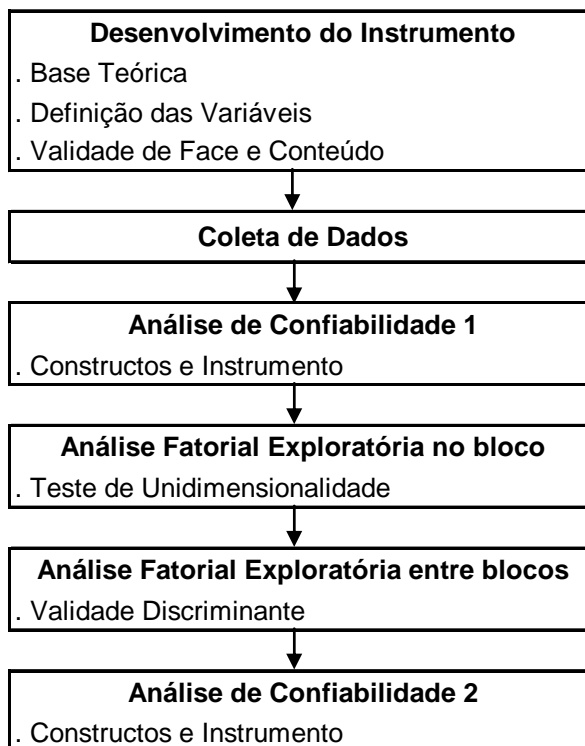 Desenvolvimento do Instrumento
. Base Teórica
. Definição das Variáveis
. Validade de Face e Conteúdo
Coleta de Dados
Análise de Confiabilidade 1
. Constructos e Instrumento
Análise Fatorial Exploratória no bloco
. Teste de Unidimensionalidade
Análise Fatorial Exploratória entre blocos
. Validade Discriminante
Análise de Confiabilidade 2
. Constructos e Instrumento